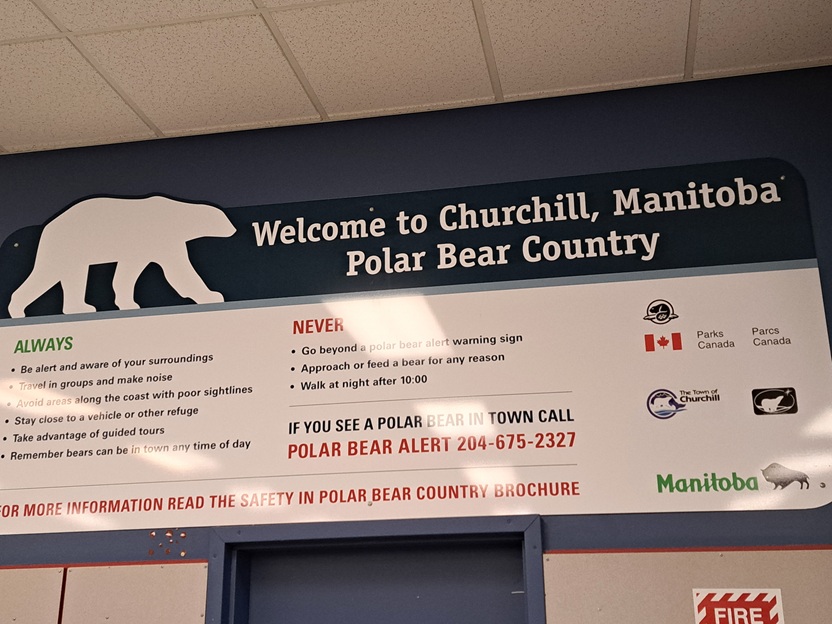 Welcome to Churchill, Manitoba
Polar Bear Country
ALWAYS
• Be alert and aware of your surroundings
• Travel in groups and make noise
• Avoid areas along the coast with poor sightlines
• Stay close to a vehicle or other refuge
• Take advantage of guided tours
• Remember bears can be in town any time of day
NEVER
• Go beyond a polar bear alert warning sign
• Approach or feed a bear for any reason
• Walk at night after 10:00
IF YOU SEE A POLAR BEAR IN TOWN CALL
POLAR BEAR ALERT 204-675-2327
FOR MORE INFORMATION READ THE SAFETY IN POLAR BEAR COUNTRY BROCHURE
Parks Canada
Parcs Canada
The Town of
Churchill
Manitoba
FIRE